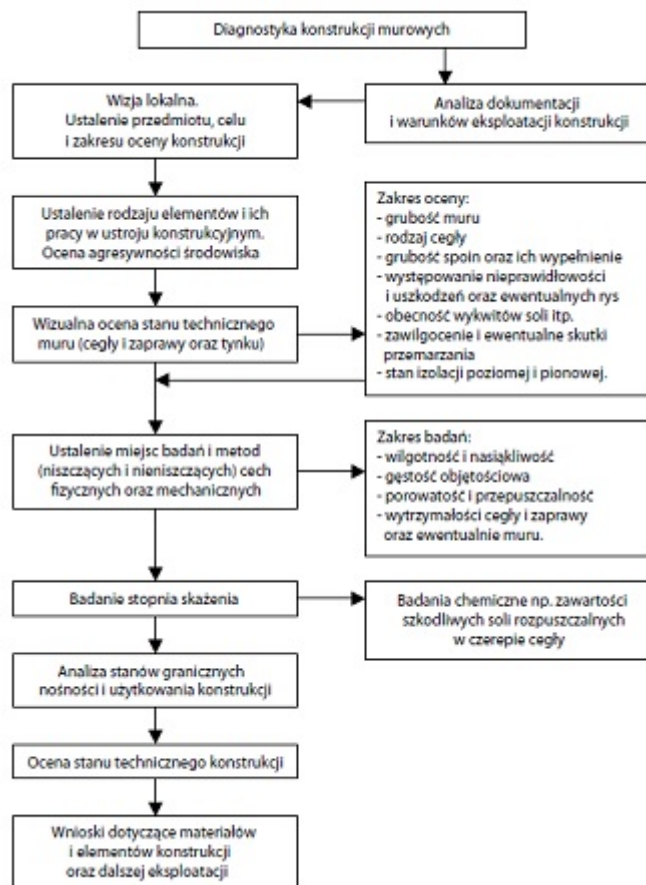 Diagnostyka konstrukcji murowych
Analiza dokumentacji
i warunków eksploatacji konstrukcji
Wizja lokalna.
Ustalenie przedmiotu, celu
i zakresu oceny konstrukcji
Ustalenie rodzaju elementów i ich
pracy w ustroju konstrukcyjnym.
Ocena agresywności środowiska
Wizualna ocena stanu technicznego
muru (cegły i zaprawy oraz tynku)
Zakres oceny:
- grubość muru
- rodzaj cegły
- grubość spoin oraz ich wypełnienie
- występowanie nieprawidłowości
i uszkodzeń oraz ewentualnych rys
- obecność wykwitów soli itp.
- zawilgocenie i ewentualne skutki
przemarzania
- stan izolacji poziomej i pionowej.
Ustalenie miejsc badań i metod
(niszczących i nieniszczących) cech
fizycznych oraz mechanicznych
Zakres badań:
- wilgotność i nasiąkliwość
- gęstość objętościowa
- porowatość i przepuszczalność
- wytrzymałości cegły i zaprawy
oraz ewentualnie muru.
Badanie stopnia skażenia
Badania chemiczne np. zawartości
szkodliwych soli rozpuszczalnych
w czerepie cegły
Analiza stanów granicznych
nośności i użytkowania konstrukcji
Ocena stanu technicznego konstrukcji
Wnioski dotyczące materiałów
i elementów konstrukcji
oraz dalszej eksploatacji